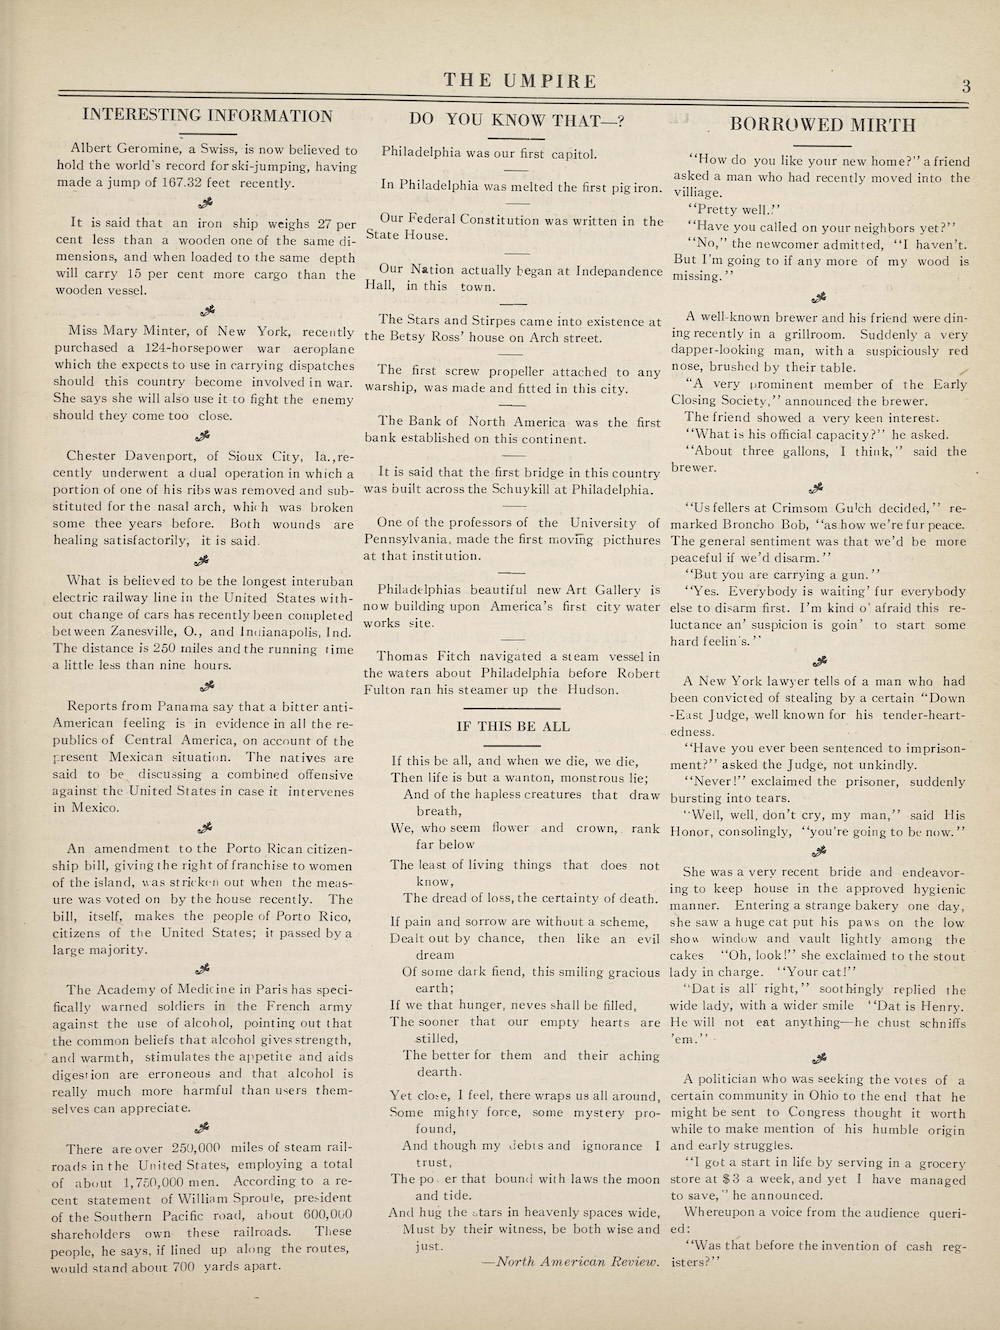 THE UMPIRE
3
INTERESTING INFORMATION
Albert Geromine, a Swiss, is now believed to
hold the world's record for ski-jumping, having
made a jump of 167.32 feet recently.
It is said that an iron ship weighs 27 per
cent less than a wooden one of the same di-
mensions, and when loaded to the same depth
will carry 15 per cent more cargo than the
wooden vessel.
Miss Mary Minter, of New York, recently
purchased a 124-horsepower war aeroplane
which the expects to use in carrying dispatches
should this country become involved in war.
She says she will also use it to fight the enemy
should they come too close.
Chester Davenport, of Sioux City, Ia., re-
cently underwent a dual operation in which a
portion of one of his ribs was removed and sub-
stituted for the nasal arch, which was broken
some thee years before. Both wounds are
healing satisfactorily, it is said.
What is believed to be the longest interuban
electric railway line in the United States with-
out change of cars has recently been completed
between Zanesville, O., and Indianapolis, Ind.
The distance is 250 miles and the running time
a little less than nine hours.
Reports from Panama say that a bitter anti-
American feeling is in evidence in all the re-
publics of Central America, on account of the
present Mexican situation. The natives are
said to be discussing a combined offensive
against the United States in case it intervenes
in Mexico.
An amendment to the Porto Rican citizen-
ship bill, giving the right of franchise to women
of the island, was stricken out when the meas-
ure was voted on by the house recently. The
bill, itself, makes the people of Porto Rico,
citizens of the United States; it passed by a
large majority.
The Academy of Medicine in Paris has speci-
fically warned soldiers in the French army
against the use of alcohol, pointing out that
the common beliefs that alcohol gives strength,
and warmth, stimulates the appetite and aids
digestion are erroneous and that alcohol is
really much more harmful than users them-
selves can appreciate.
There are over 250,000 miles of steam rail-
roads in the United States, employing a total
of about 1,750,000 men. According to a re-
cent statement of William Sproule, president
of the Southern Pacific road, about 600,000
shareholders own these railroads. These
people, he says, if lined up along the routes,
would stand about 700 yards apart.
DO YOU KNOW THAT—?
Philadelphia was our first capitol.
In Philadelphia was melted the first pig iron.
Our Federal Constitution was written in the
State House.
Our Nation actually began at Indepandence
Hall, in this town.
The Stars and Stirpes came into existence at
the Betsy Ross' house on Arch street.
The first screw propeller attached to any
warship, was made and fitted in this city.
The Bank of North America was the first
bank established on this continent.
It is said that the first bridge in this country
was built across the Schuykill at Philadelphia.
One of the professors of the University of
Pennsylvania, made the first moving picthures
at that institution.
Philadelphias beautiful new Art Gallery is
now building upon America's first city water
works site.
Thomas Fitch navigated a steam vessel in
the waters about Philadelphia before Robert
Fulton ran his steamer up the Hudson.
IF THIS BE ALL
If this be all, and when we die, we die,
Then life is but a wanton, monstrous lie;
And of the hapless creatures that draw
breath,
We, who seem flower and crown, rank
far below
The least of living things that does not
know,
The dread of loss, the certainty of death.
If pain and sorrow are without a scheme,
Dealt out by chance, then like an evil
dream
Of some dark fiend, this smiling gracious
earth;
If we that hunger, neves shall be filled,
The sooner that our empty hearts are
stilled,
The better for them and their aching
dearth.
Yet close, I feel, there wraps us all around,
Some mighty force, some mystery pro-
found,
And though my debts and ignorance I
trust,
The po er that bound with laws the moon
and tide.
And hug the stars in heavenly spaces wide,
Must by their witness, be both wise and
just.
—North American Review.
BORROWED MIRTH
"How do you like your new home?" a friend
asked a man who had recently moved into the
villiage.
"Pretty well."
"Have you called on your neighbors yet?"
"No," the newcomer admitted, "I haven't.
But I'm going to if any more of my wood is
missing."
A well-known brewer and his friend were din-
ing recently in a grillroom. Suddenly a very
dapper-looking man, with a suspiciously red
nose, brushed by their table.
"A very prominent member of the Early
Closing Society," announced the brewer.
The friend showed a very keen interest.
"What is his official capacity?" he asked.
"About three gallons, I think," said the
brewer.
"Us fellers at Crimsom Gulch decided," re-
marked Broncho Bob, "as how we're fur peace.
The general sentiment was that we'd be more
peaceful if we'd disarm."
"But you are carrying a gun."
"Yes. Everybody is waiting' fur everybody
else to disarm first. I'm kind o' afraid this re-
luctance an' suspicion is goin' to start some
hard feelin's."
A New York lawyer tells of a man who had
been convicted of stealing by a certain "Down
-East Judge, well known for his tender-heart-
edness.
"Have you ever been sentenced to imprison-
ment?" asked the Judge, not unkindly.
"Never!" exclaimed the prisoner, suddenly
bursting into tears.
"Well, well, don't cry, my man," said His
Honor, consolingly, "you're going to be now."
She was a very recent bride and endeavor-
ing to keep house in the approved hygienic
manner. Entering a strange bakery one day,
she saw a huge cat put his paws on the low
show window and vault lightly among the
cakes "Oh, look!" she exclaimed to the stout
lady in charge. "Your cat!"
"Dat is all right," soothingly replied the
wide lady, with a wider smile "Dat is Henry.
He will not eat anything—he chust schniffs
'em."
A politician who was seeking the votes of a
certain community in Ohio to the end that he
might be sent to Congress thought it worth
while to make mention of his humble origin
and early struggles.
"I got a start in life by serving in a grocery
store at $3 a week, and yet I have managed
to save," he announced.
Whereupon a voice from the audience queri-
ed:
"Was that before the invention of cash reg-
isters?"